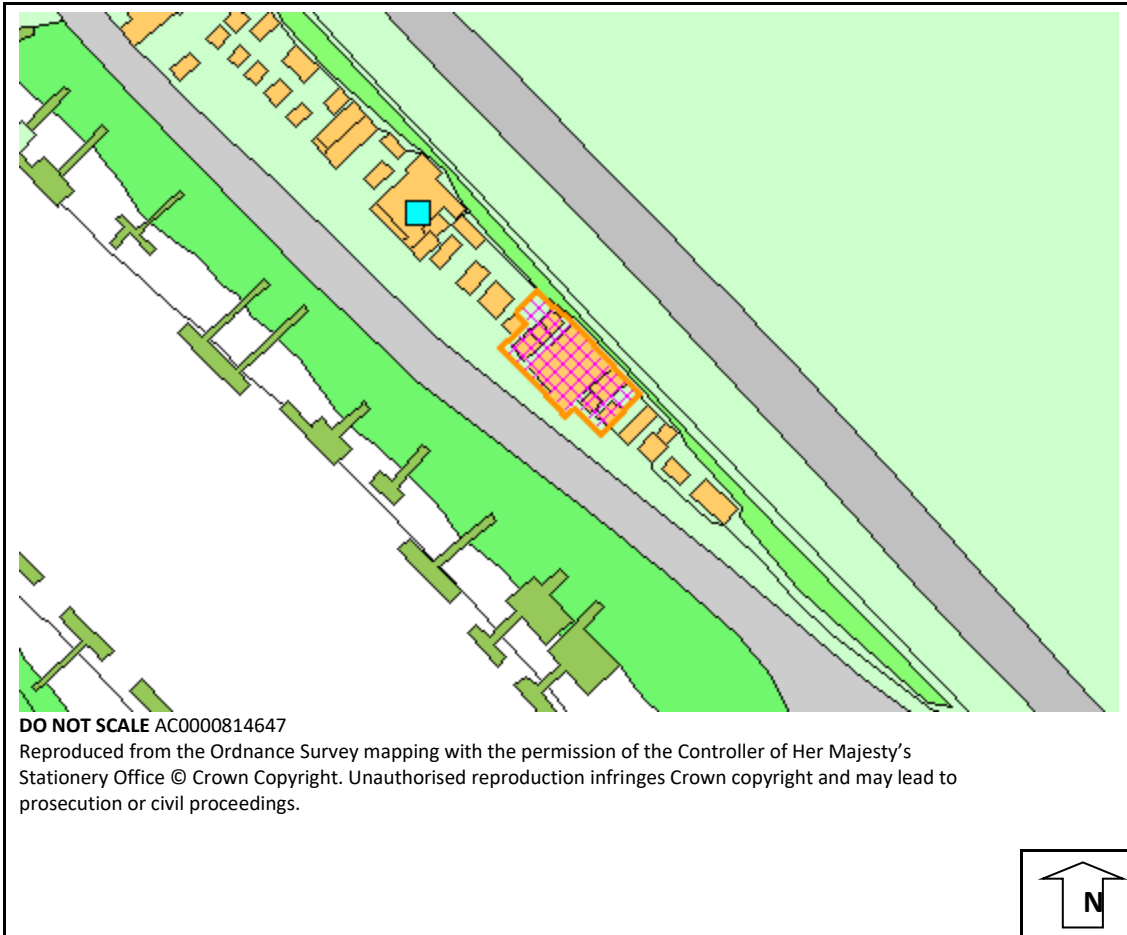 DO NOT SCALE AC0000814647
Reproduced from the Ordnance Survey mapping with the permission of the Controller of Her Majesty’s
Stationery Office © Crown Copyright. Unauthorised reproduction infringes Crown copyright and may lead to
prosecution or civil proceedings.
N